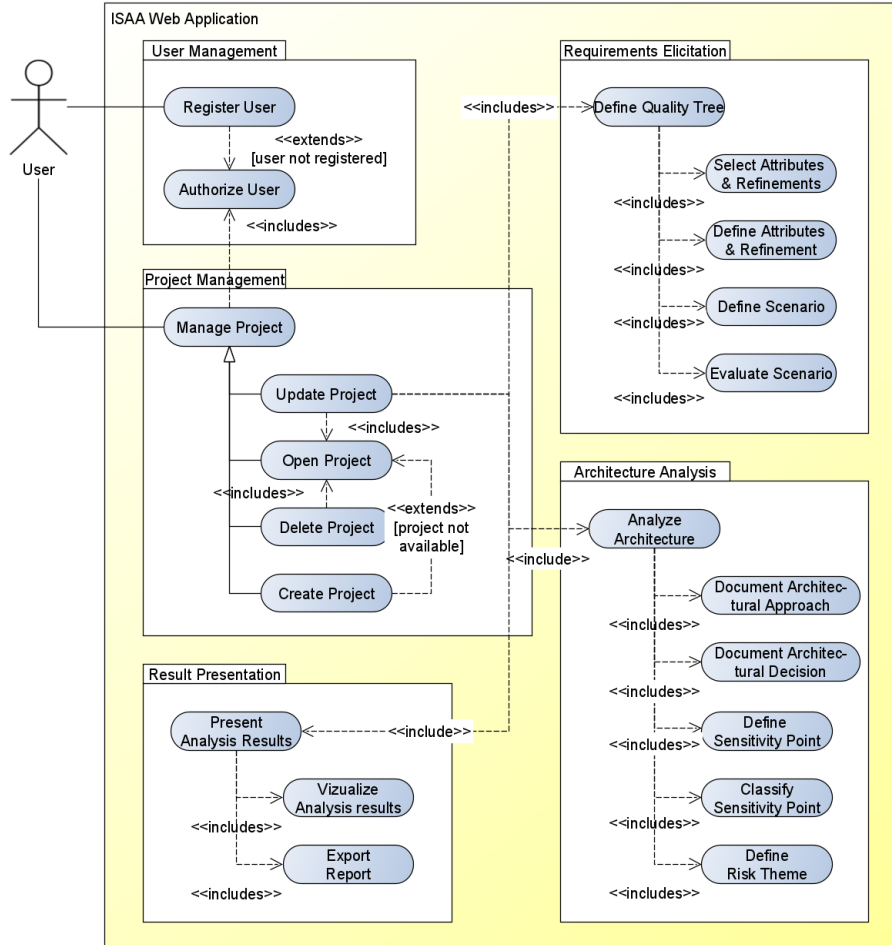 ISAA Web Application
User Management
Register User
<<extends>>
[user not registered]
Authorize User
<<includes>>
User
Project Management
Manage Project
Update Project
<<includes>>
Open Project
<<includes>>
<<extends>>
[project not
available]
Delete Project
Create Project
Result Presentation
Present
Analysis Results
<<include>>
Vizualize
Analysis results
<<includes>>
Export
Report
<<includes>>
Requirements Elicitation
<<includes>>
Define Quality Tree
Select Attributes
& Refinements
<<includes>>
Define Attributes
& Refinement
<<includes>>
Define Scenario
<<includes>>
Evaluate Scenario
<<includes>>
Architecture Analysis
Analyze
Architecture
<<include>>
Document Architec-
tural Approach
<<includes>>
Document Architec-
tural Decision
<<includes>>
Define
Sensitivity Point
<<includes>>
Classify
Sensitivity Point
<<includes>>
Define
Risk Theme
<<includes>>